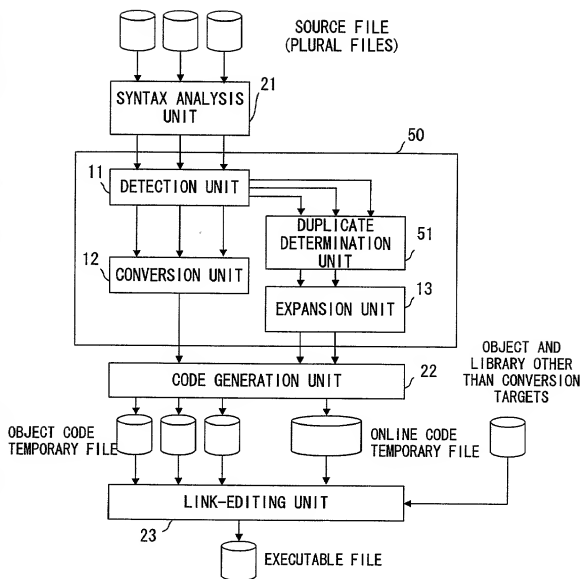 SOURCE FILE
(PLURAL FILES)
SYNTAX ANALYSIS
UNIT
21
50
11
DETECTION UNIT
DUPLICATE
DETERMINATION
UNIT
51
12
CONVERSION UNIT
EXPANSION UNIT
13
CODE GENERATION UNIT
22
OBJECT AND
LIBRARY OTHER
THAN CONVERSION
TARGETS
OBJECT CODE
TEMPORARY FILE
ONLINE CODE
TEMPORARY FILE
LINK-EDITING UNIT
23
EXECUTABLE FILE